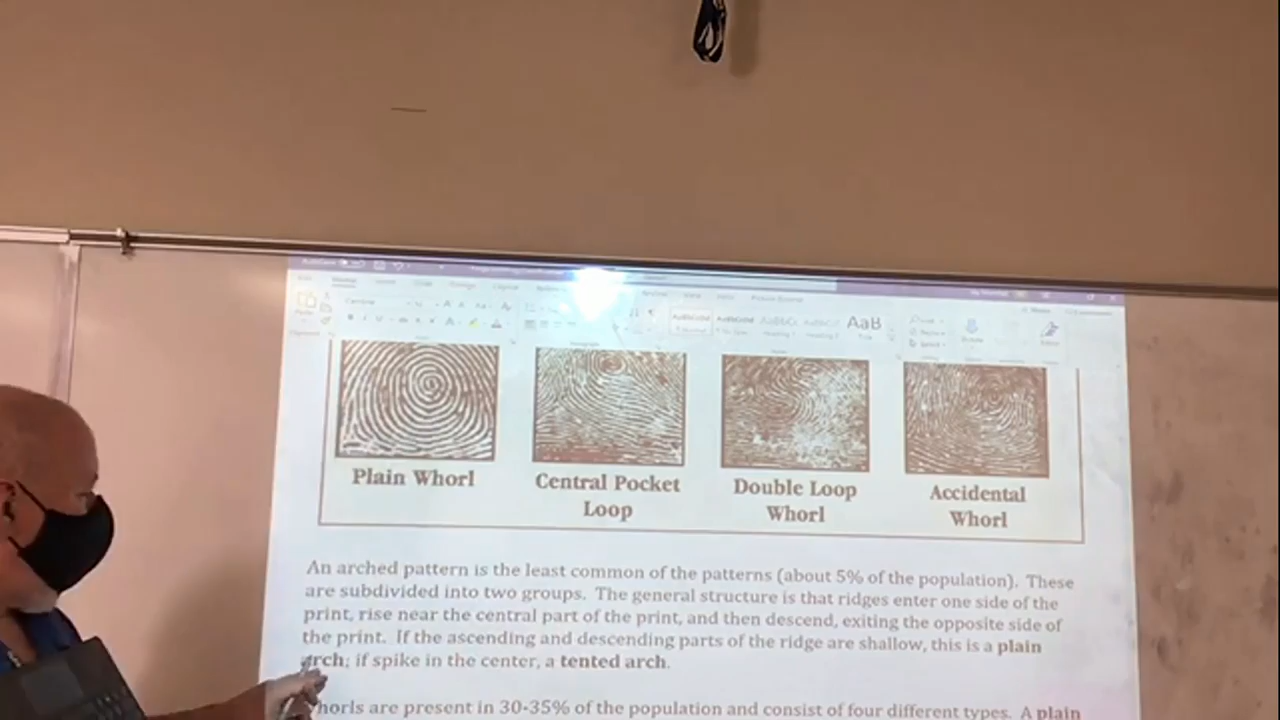 AaB
Plain Whorl
Central Pocket
Loop
Double Loop
Whorl
Accidental
Whorl
An arched pattern is the least common of the patterns (about 5% of the population). These
are subdivided into two groups. The general structure is that ridges enter one side of the
print, rise near the central part of the print, and then descend, exiting the opposite side of
the print. If the ascending and descending parts of the ridge are shallow, this is a plain
arch; if spike in the center, a tented arch.
horls are present in 30-35% of the population and consist of four different types. A plain